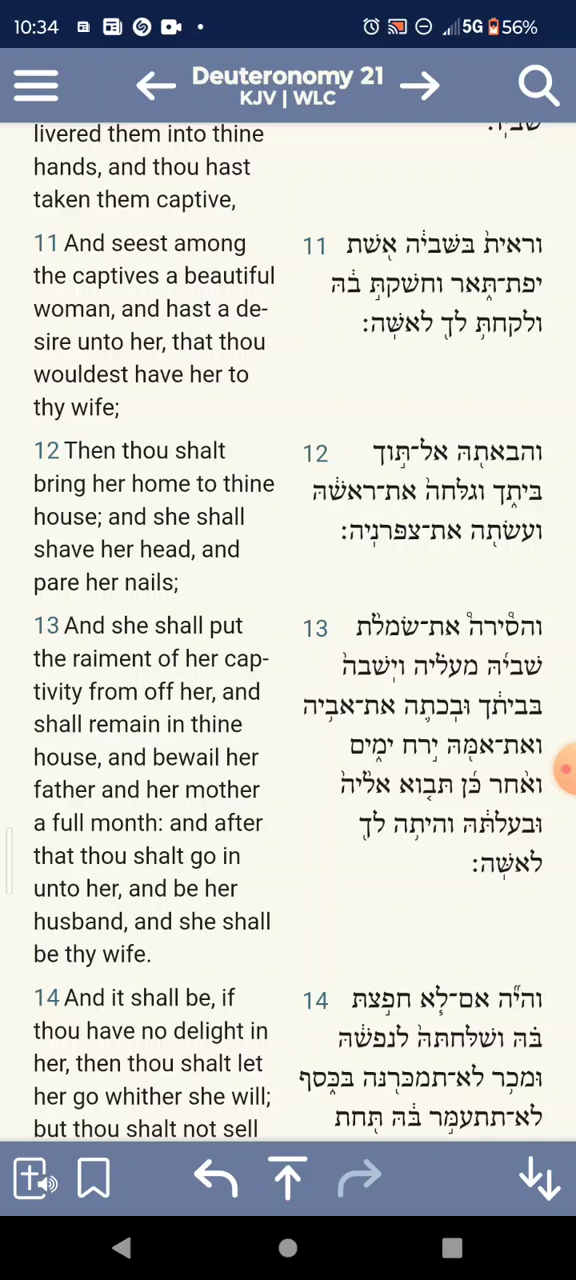 10:34
5G 56%
Deuteronomy 21
KJV | WLC
livered them into thine
hands, and thou hast
taken them captive,
שביו׃
11 And seest among
the captives a beautiful
woman, and hast a de-
sire unto her, that thou
wouldest have her to
thy wife;
11 וראית בשביה אשת
יפת־תאר וחשקת בה
ולקחת לך לאשה׃
12 Then thou shalt
bring her home to thine
house; and she shall
shave her head, and
pare her nails;
12 והבאתה אל־תוך
ביתך וגלחה את־ראשה
ועשתה את־צפרניה׃
13 And she shall put
the raiment of her cap-
tivity from off her, and
shall remain in thine
house, and bewail her
father and her mother
a full month: and after
that thou shalt go in
unto her, and be her
husband, and she shall
be thy wife.
13 והסירה את־שמלת
שביה מעליה וישבה
בביתך ובכתה את־אביה
ואת־אמה ירח ימים
ואחר כן תבוא אליה
ובעלתה והיתה לך
לאשה׃
14 And it shall be, if
thou have no delight in
her, then thou shalt let
her go whither she will;
but thou shalt not sell
14 והיה אם־לא חפצת
בה ושלחתה לנפשה
ומכר לא־תמכרנה בכסף
לא־תתעמר בה תחת